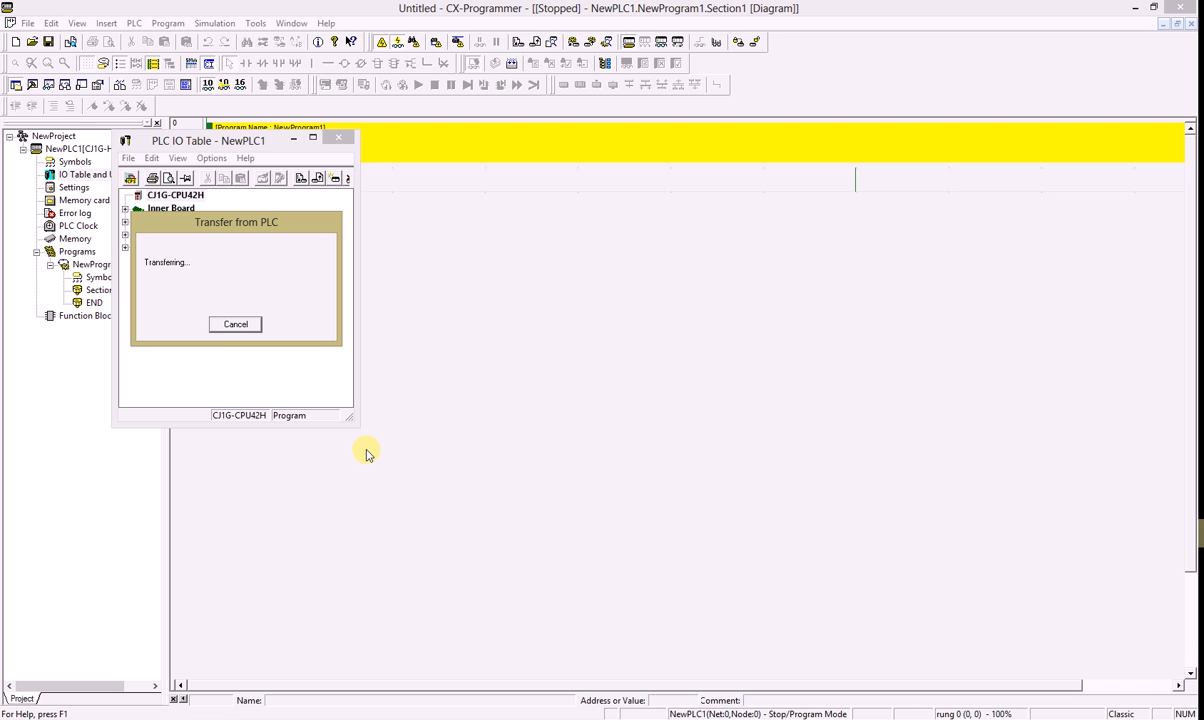 Untitled - CX-Programmer - [[Stopped] - NewPLC1.NewProgram1.Section1 [Diagram]]
File Edit View Insert PLC Program Simulation Tools Window Help
10 10 16
0
[Program Name : NewProgram1]
NewProject
NewPLC1[CJ1G-H
Symbols
IO Table and U
Settings
Memory card
Error log
PLC Clock
Memory
Programs
NewProgr
Symbo
Section
END
Function Bloc
PLC IO Table - NewPLC1
File Edit View Options Help
CJ1G-CPU42H
Inner Board
Transfer from PLC
Transferring...
Cancel
CJ1G-CPU42H Program
Project
Name: Address or Value: Comment:
For Help, press F1
NewPLC1(Net:0,Node:0) - Stop/Program Mode
rung 0 (0, 0) - 100%
Classic
NUM